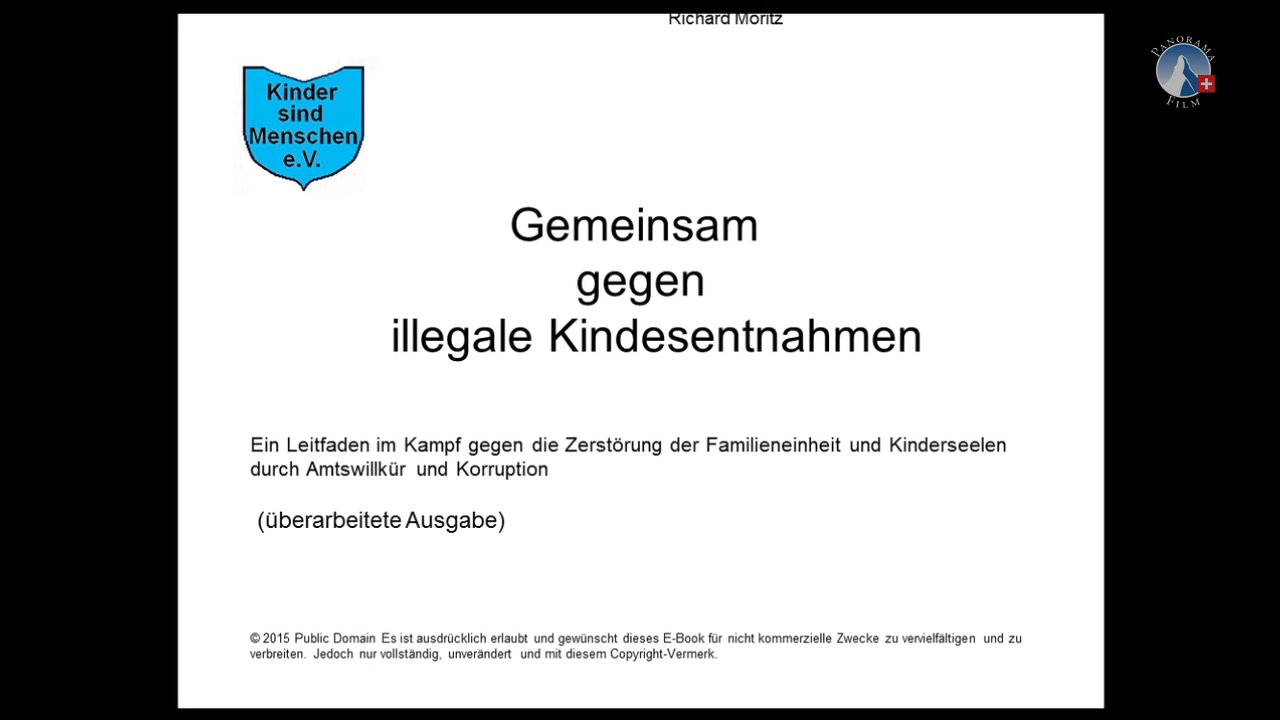 Richard Moritz
PANORAMA
FILM
Kinder
sind
Menschen
e.V.
Gemeinsam
gegen
illegale Kindesentnahmen
Ein Leitfaden im Kampf gegen die Zerstörung der Familieneinheit und Kinderseelen
durch Amtswillkür und Korruption
(überarbeitete Ausgabe)
© 2015 Public Domain Es ist ausdrücklich erlaubt und gewünscht dieses E-Book für nicht kommerzielle Zwecke zu vervielfältigen und zu
verbreiten. Jedoch nur vollständig, unverändert und mit diesem Copyright-Vermerk.